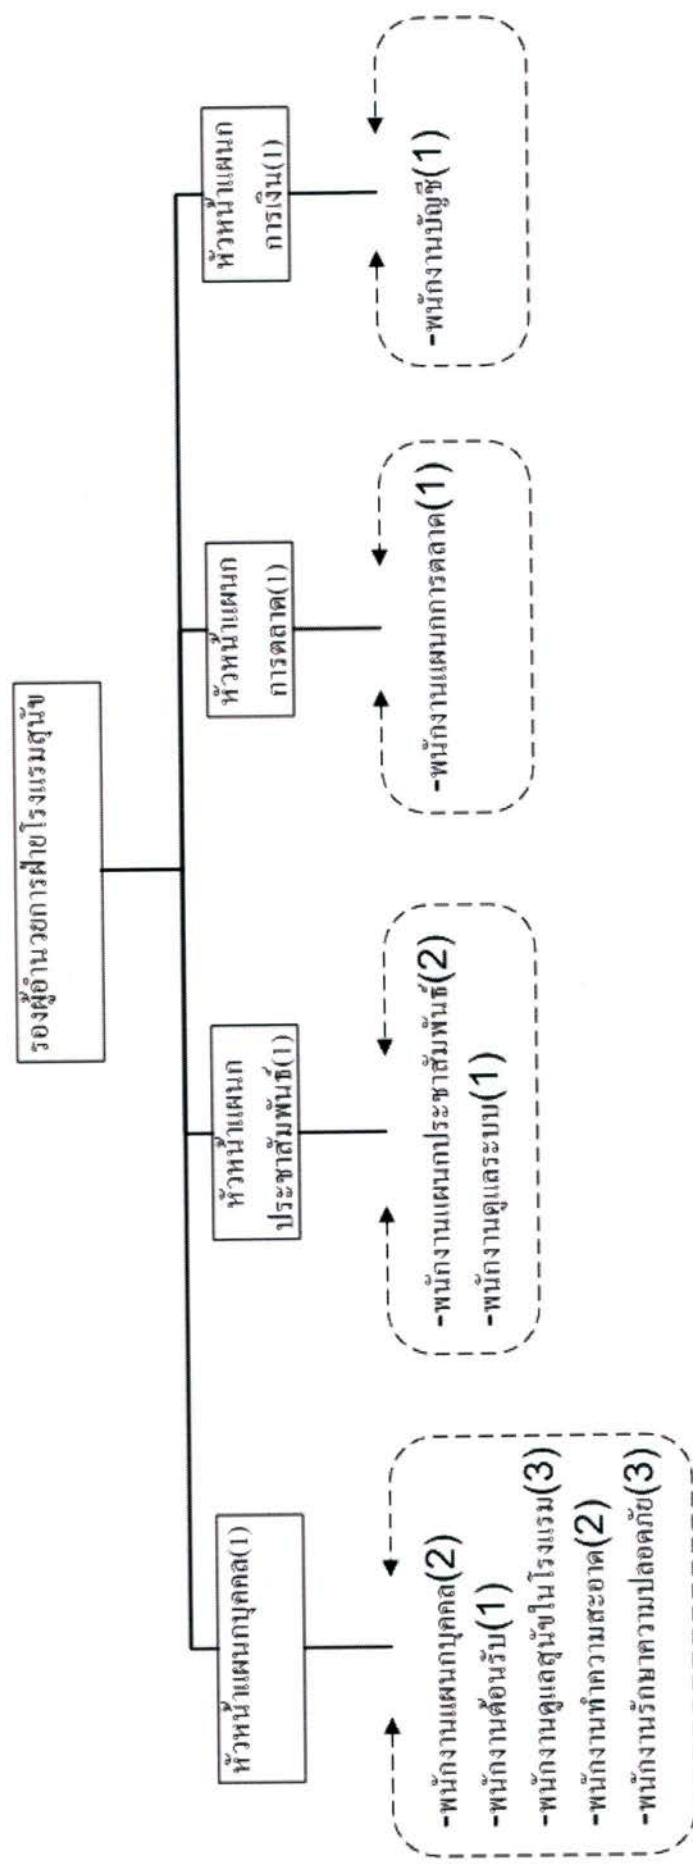 รองผู้อำนวยการฝ่ายโรงแรมสุนัข
หัวหน้าแผนกบุคคล(1)
-พนักงานแผนกบุคคล(2)
-พนักงานต้อนรับ(1)
-พนักงานดูแลสุนัขในโรงแรม(3)
-พนักงานทำความสะอาด(2)
-พนักงานรักษาความปลอดภัย(3)
หัวหน้าแผนก
ประชาสัมพันธ์(1)
-พนักงานแผนกประชาสัมพันธ์(2)
-พนักงานดูแลระบบ(1)
หัวหน้าแผนก
การตลาด(1)
-พนักงานแผนกการตลาด(1)
หัวหน้าแผนก
การเงิน(1)
-พนักงานบัญชี(1)